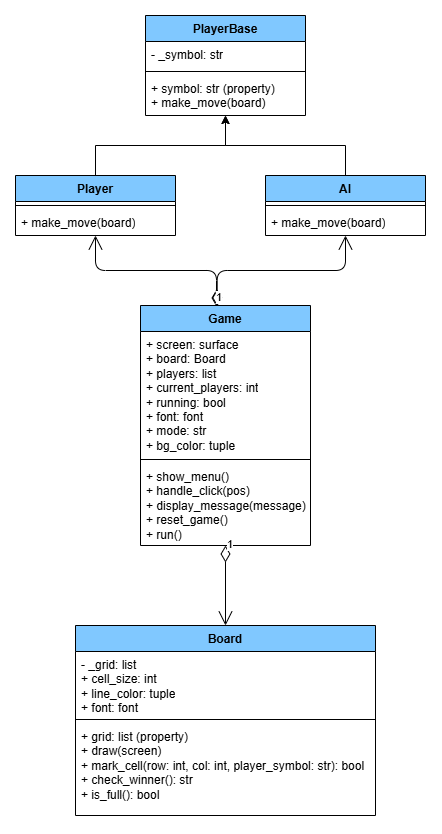 PlayerBase
- _symbol: str
+ symbol: str (property)
+ make_move(board)
Player
+ make_move(board)
AI
+ make_move(board)
1
Game
+ screen: surface
+ board: Board
+ players: list
+ current_players: int
+ running: bool
+ font: font
+ mode: str
+ bg_color: tuple
+ show_menu()
+ handle_click(pos)
+ display_message(message)
+ reset_game()
+ run()
1
Board
- _grid: list
+ cell_size: int
+ line_color: tuple
+ font: font
+ grid: list (property)
+ draw(screen)
+ mark_cell(row: int, col: int, player_symbol: str): bool
+ check_winner(): str
+ is_full(): bool